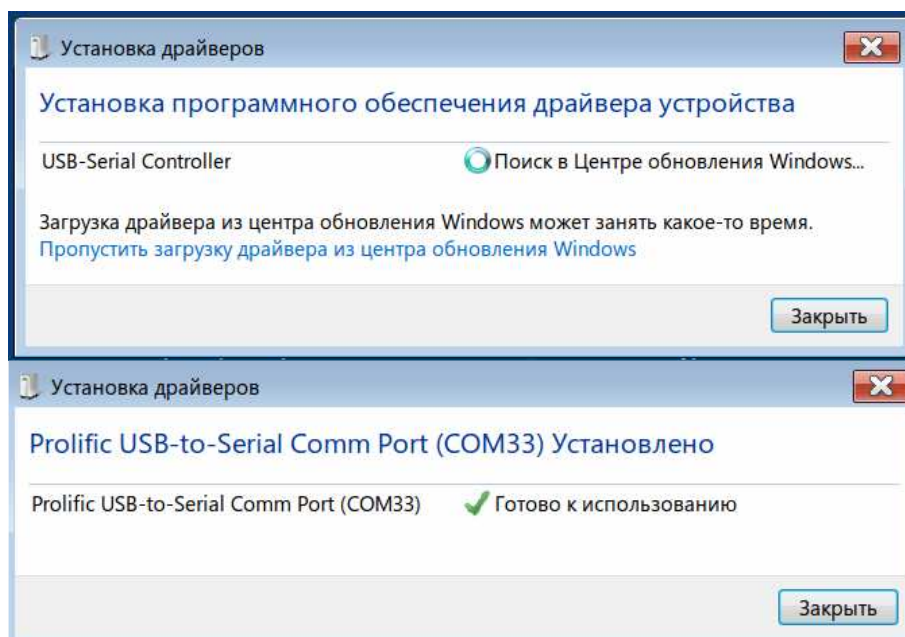 Установка драйверов
Установка программного обеспечения драйвера устройства
USB-Serial Controller Поиск в Центре обновления Windows...
Загрузка драйвера из центра обновления Windows может занять какое-то время.
Пропустить загрузку драйвера из центра обновления Windows
Закрыть
Установка драйверов
Prolific USB-to-Serial Comm Port (COM33) Установлено
Prolific USB-to-Serial Comm Port (COM33) Готово к использованию
Закрыть